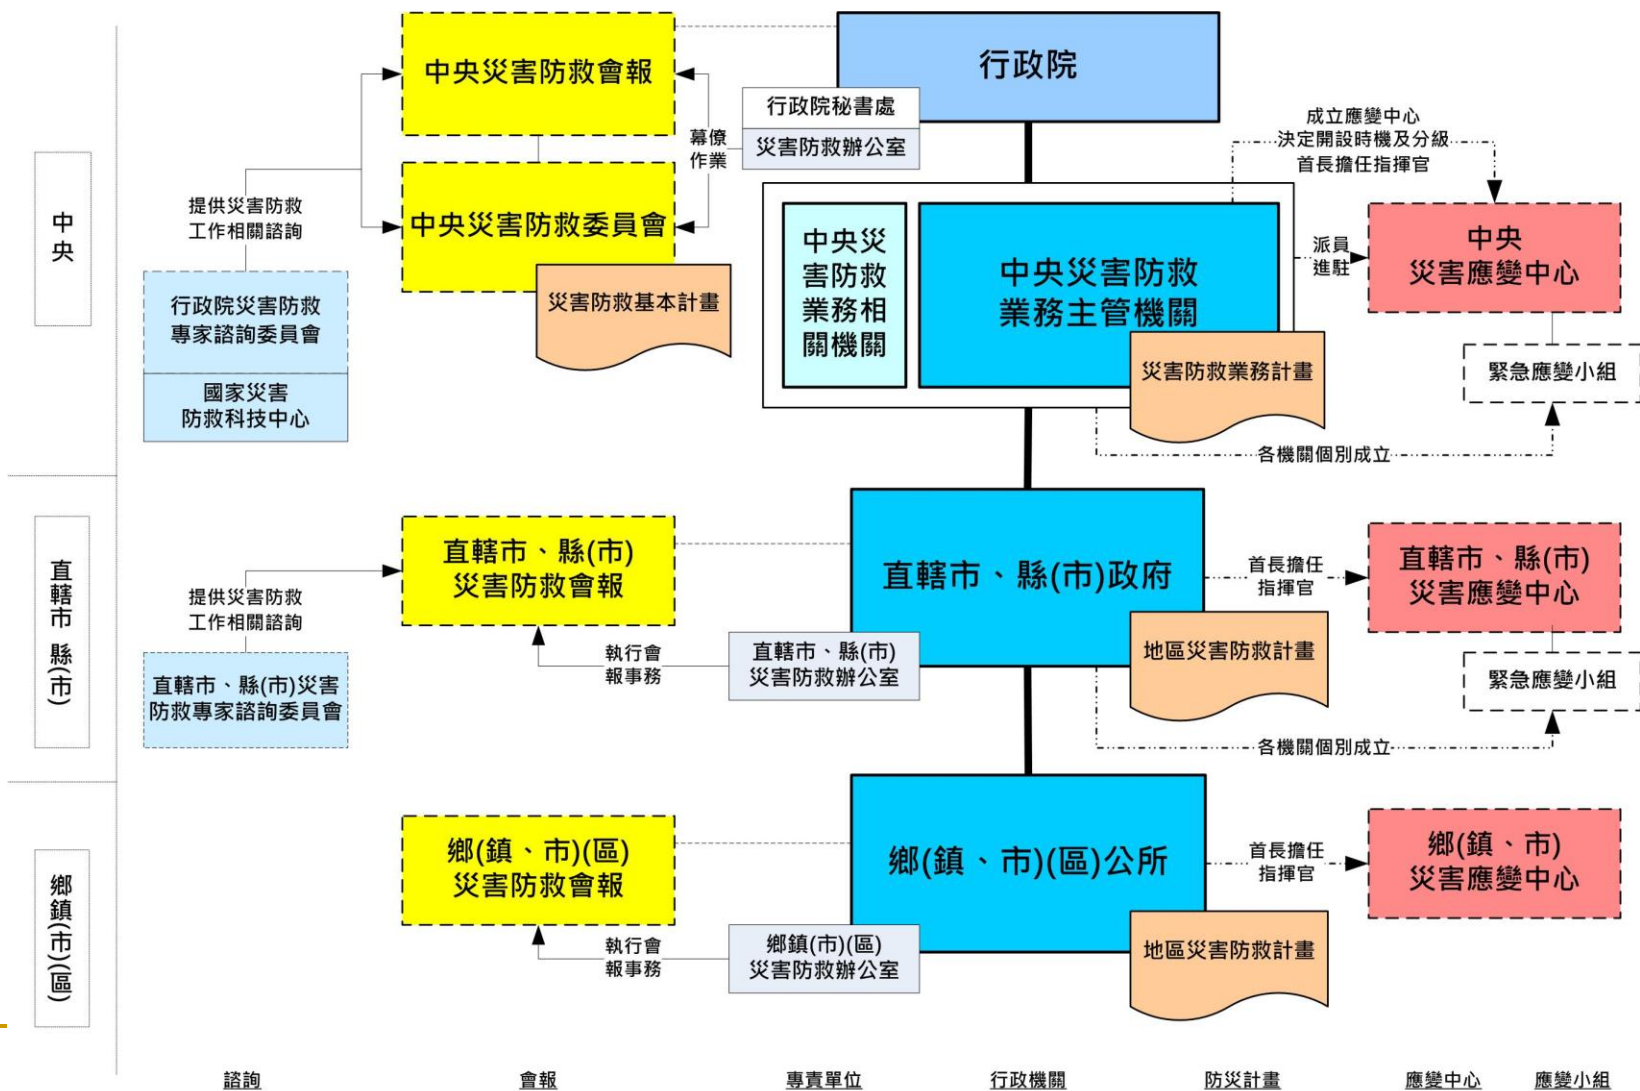 中央災害防救會報
行政院
行政院秘書處
災害防救辦公室
幕僚
作業
成立應變中心
決定開設時機及分級
首長擔任指揮官
中
央
提供災害防救
工作相關諮詢
中央災害防救委員會
災害防救基本計畫
行政院災害防救
專家諮詢委員會
國家災害
防救科技中心
中央災
害防救
業務相
關機關
中央災害防救
業務主管機關
災害防救業務計畫
派員
進駐
中央
災害應變中心
緊急應變小組
各機關個別成立
直轄市 縣(市)
提供災害防救
工作相關諮詢
直轄市、縣(市)災害
防救專家諮詢委員會
直轄市、縣(市)
災害防救會報
執行會
報事務
直轄市、縣(市)
災害防救辦公室
直轄市、縣(市)政府
地區災害防救計畫
首長擔任
指揮官
直轄市、縣(市)
災害應變中心
緊急應變小組
各機關個別成立
鄉鎮(市)(區)
鄉(鎮、市)(區)
災害防救會報
執行會
報事務
鄉鎮(市)(區)
災害防救辦公室
鄉(鎮、市)(區)公所
地區災害防救計畫
首長擔任
指揮官
鄉(鎮、市)
災害應變中心
諮詢
會報
專責單位
行政機關
防災計畫
應變中心
應變小組